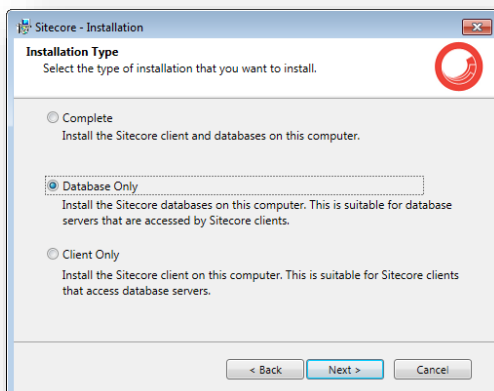 Sitecore - Installation
Installation Type
Select the type of installation that you want to install.
Complete
Install the Sitecore client and databases on this computer.
Database Only
Install the Sitecore databases on this computer. This is suitable for database
servers that are accessed by Sitecore clients.
Client Only
Install the Sitecore client on this computer. This is suitable for Sitecore clients
that access database servers.
< Back Next > Cancel